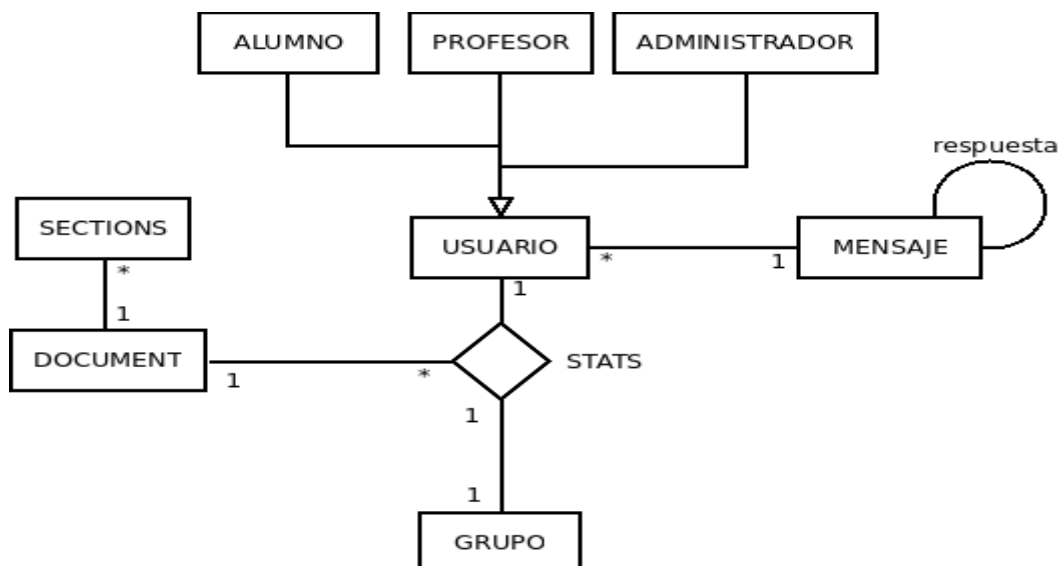 ALUMNO
PROFESOR
ADMINISTRADOR
respuesta
SECTIONS
USUARIO
MENSAJE
*
*
1
1
1
DOCUMENT
STATS
1
*
1
1
GRUPO